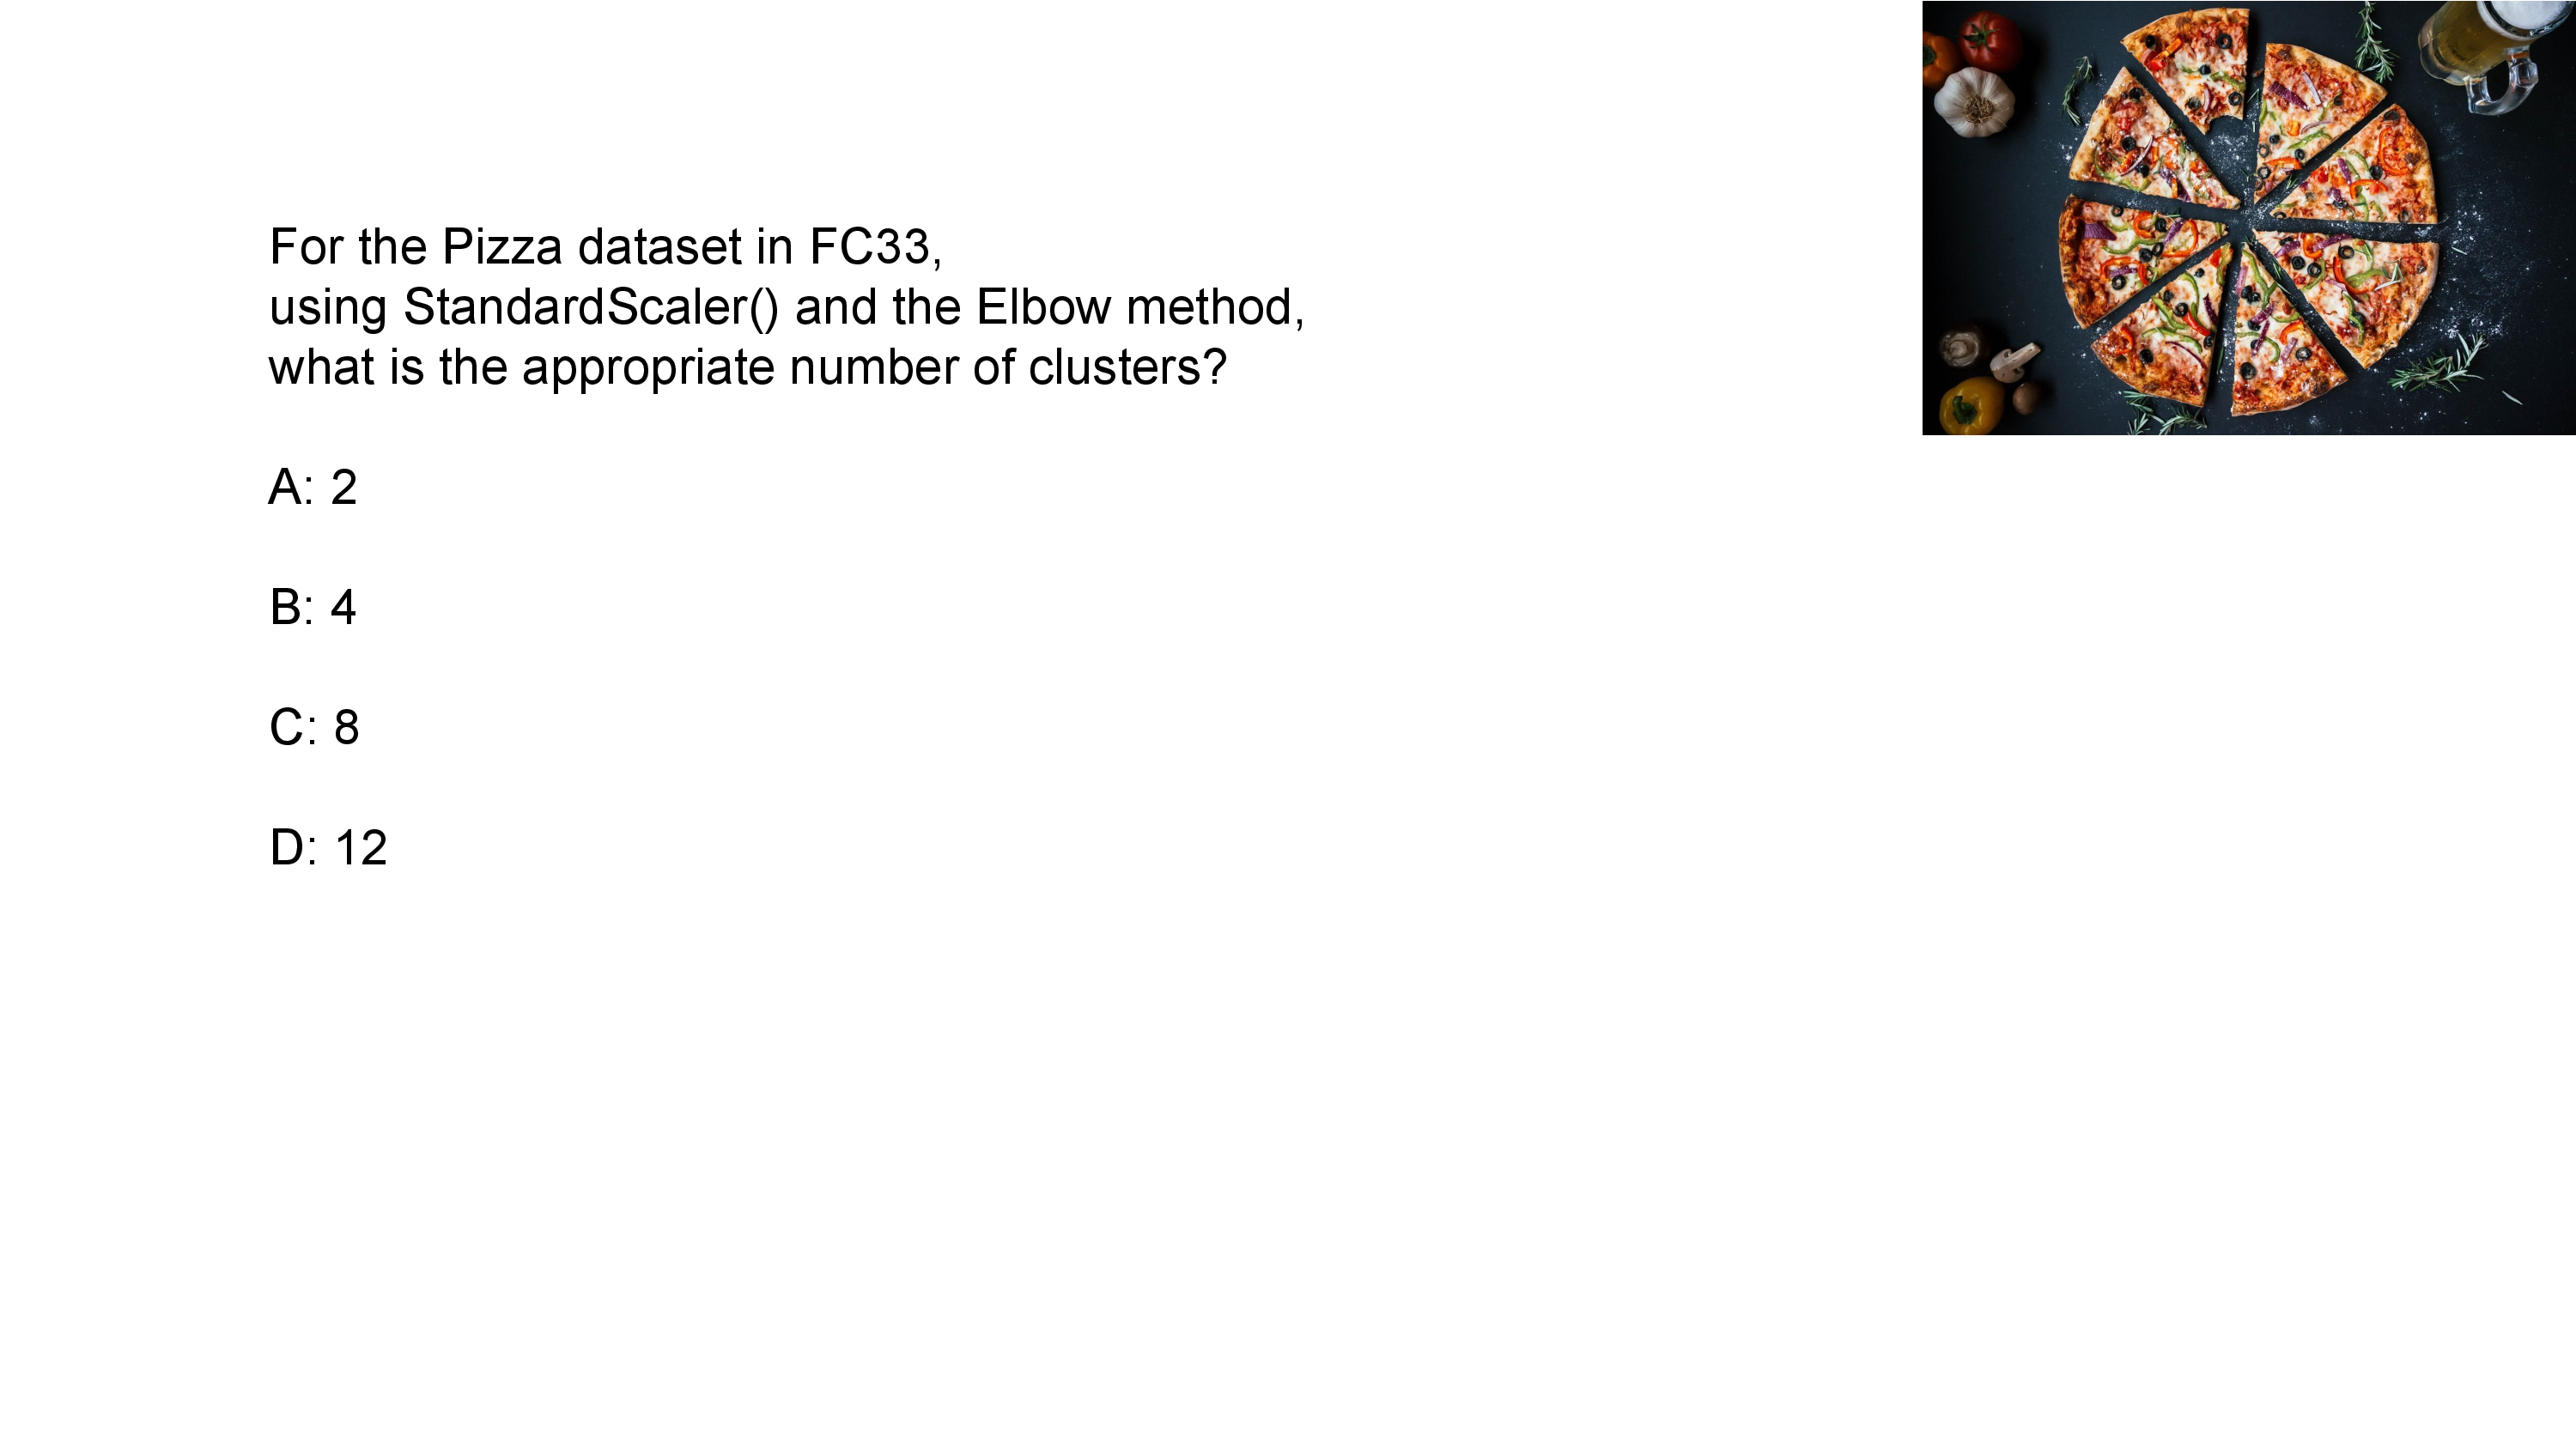 For the Pizza dataset in FC33,
using StandardScaler() and the Elbow method,
what is the appropriate number of clusters?
A: 2
B: 4
C: 8
D: 12